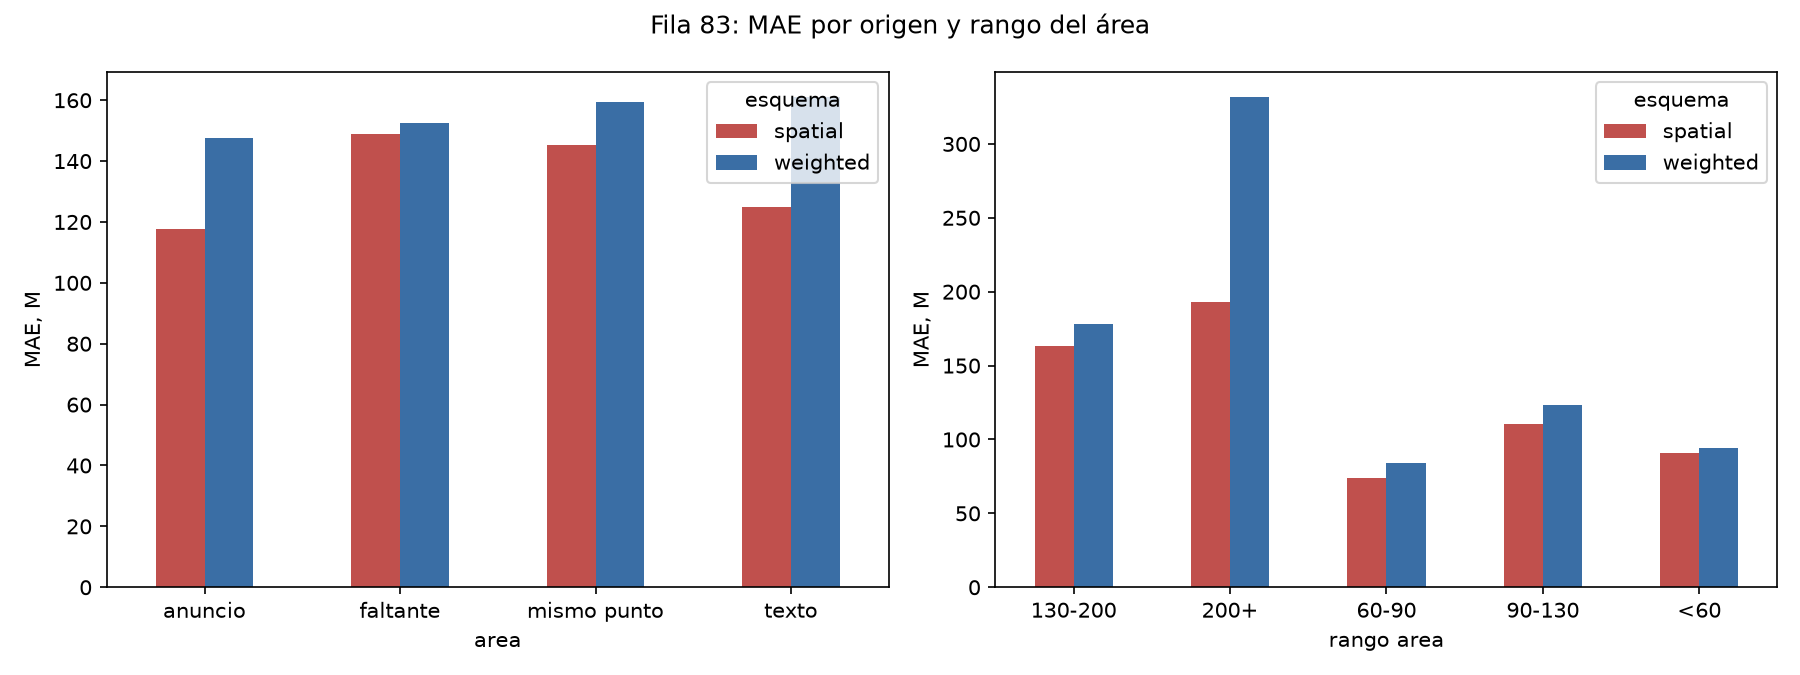 Fila 83: MAE por origen y rango del área
MAE, M
160
140
120
100
80
60
40
20
0
esquema
spatial
weighted
anuncio faltante mismo punto texto
area
MAE, M
300
250
200
150
100
50
0
esquema
spatial
weighted
130-200 200+ 60-90 90-130 <60
rango area